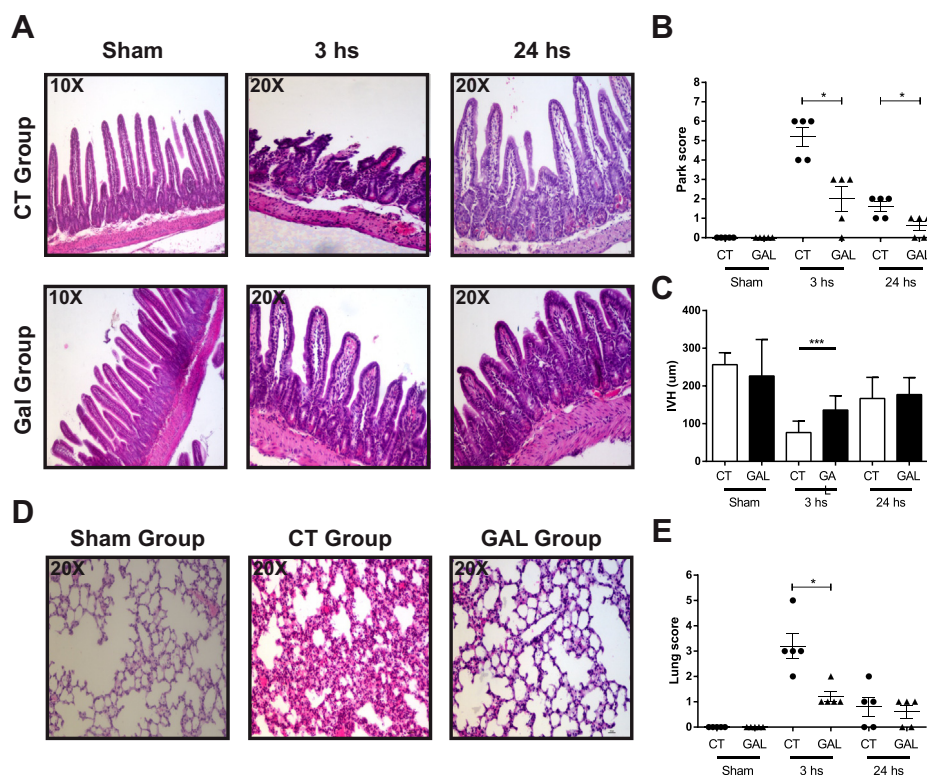 A
Sham
3 hs
24 hs
CT Group
10X
20X
20X
Gal Group
10X
20X
20X
B
Park score
8
7
6
5
4
3
2
1
0
*
*
CT
GAL
CT
GAL
CT
GAL
Sham
3 hs
24 hs
C
IVH (um)
400
300
200
100
0
***
CT
GAL
CT
GA
L
CT
GAL
Sham
3 hs
24 hs
D
Sham Group
CT Group
GAL Group
20X
20X
20X
E
Lung score
6
5
4
3
2
1
0
*
CT
GAL
CT
GAL
CT
GAL
Sham
3 hs
24 hs